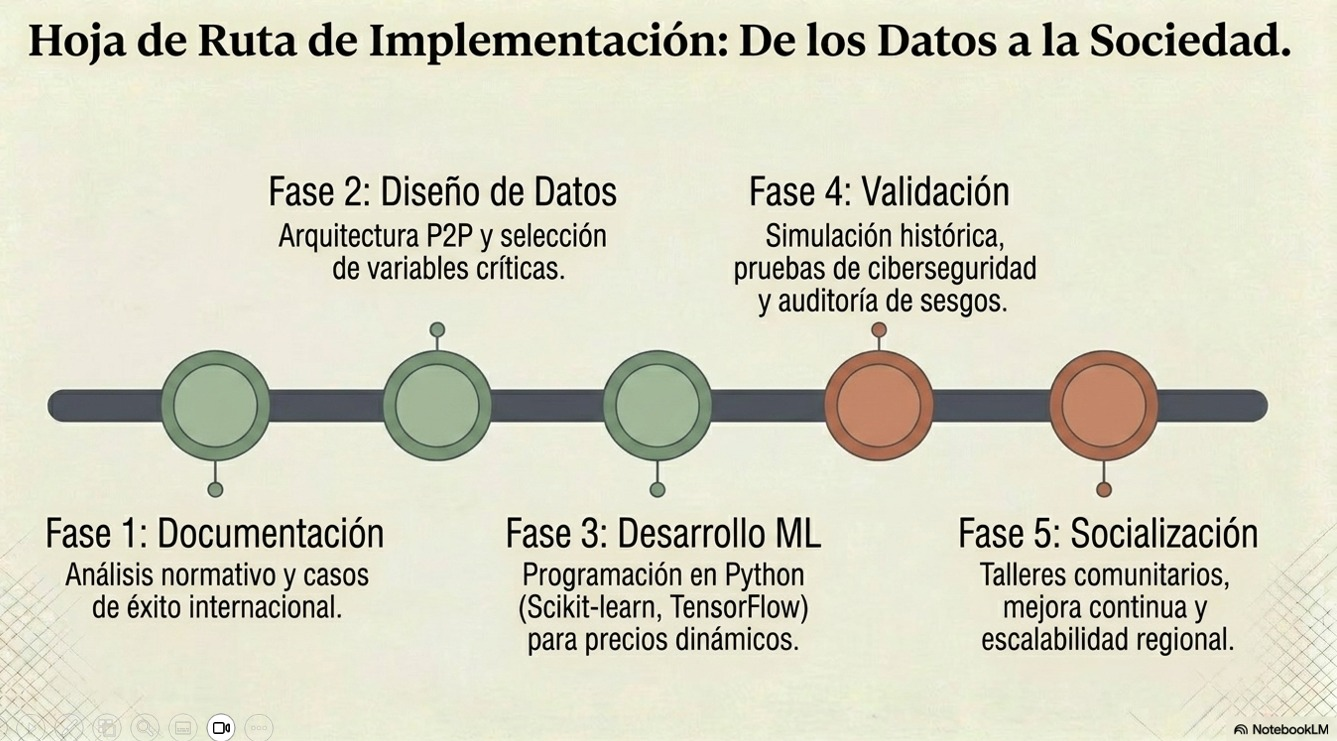 Hoja de Ruta de Implementación: De los Datos a la Sociedad.
Fase 1: Documentación
Análisis normativo y casos
de éxito internacional.
Fase 2: Diseño de Datos
Arquitectura P2P y selección
de variables críticas.
Fase 3: Desarrollo ML
Programación en Python
(Scikit-learn, TensorFlow)
para precios dinámicos.
Fase 4: Validación
Simulación histórica,
pruebas de ciberseguridad
y auditoría de sesgos.
Fase 5: Socialización
Talleres comunitarios,
mejora continua y
escalabilidad regional.
NotebookLM